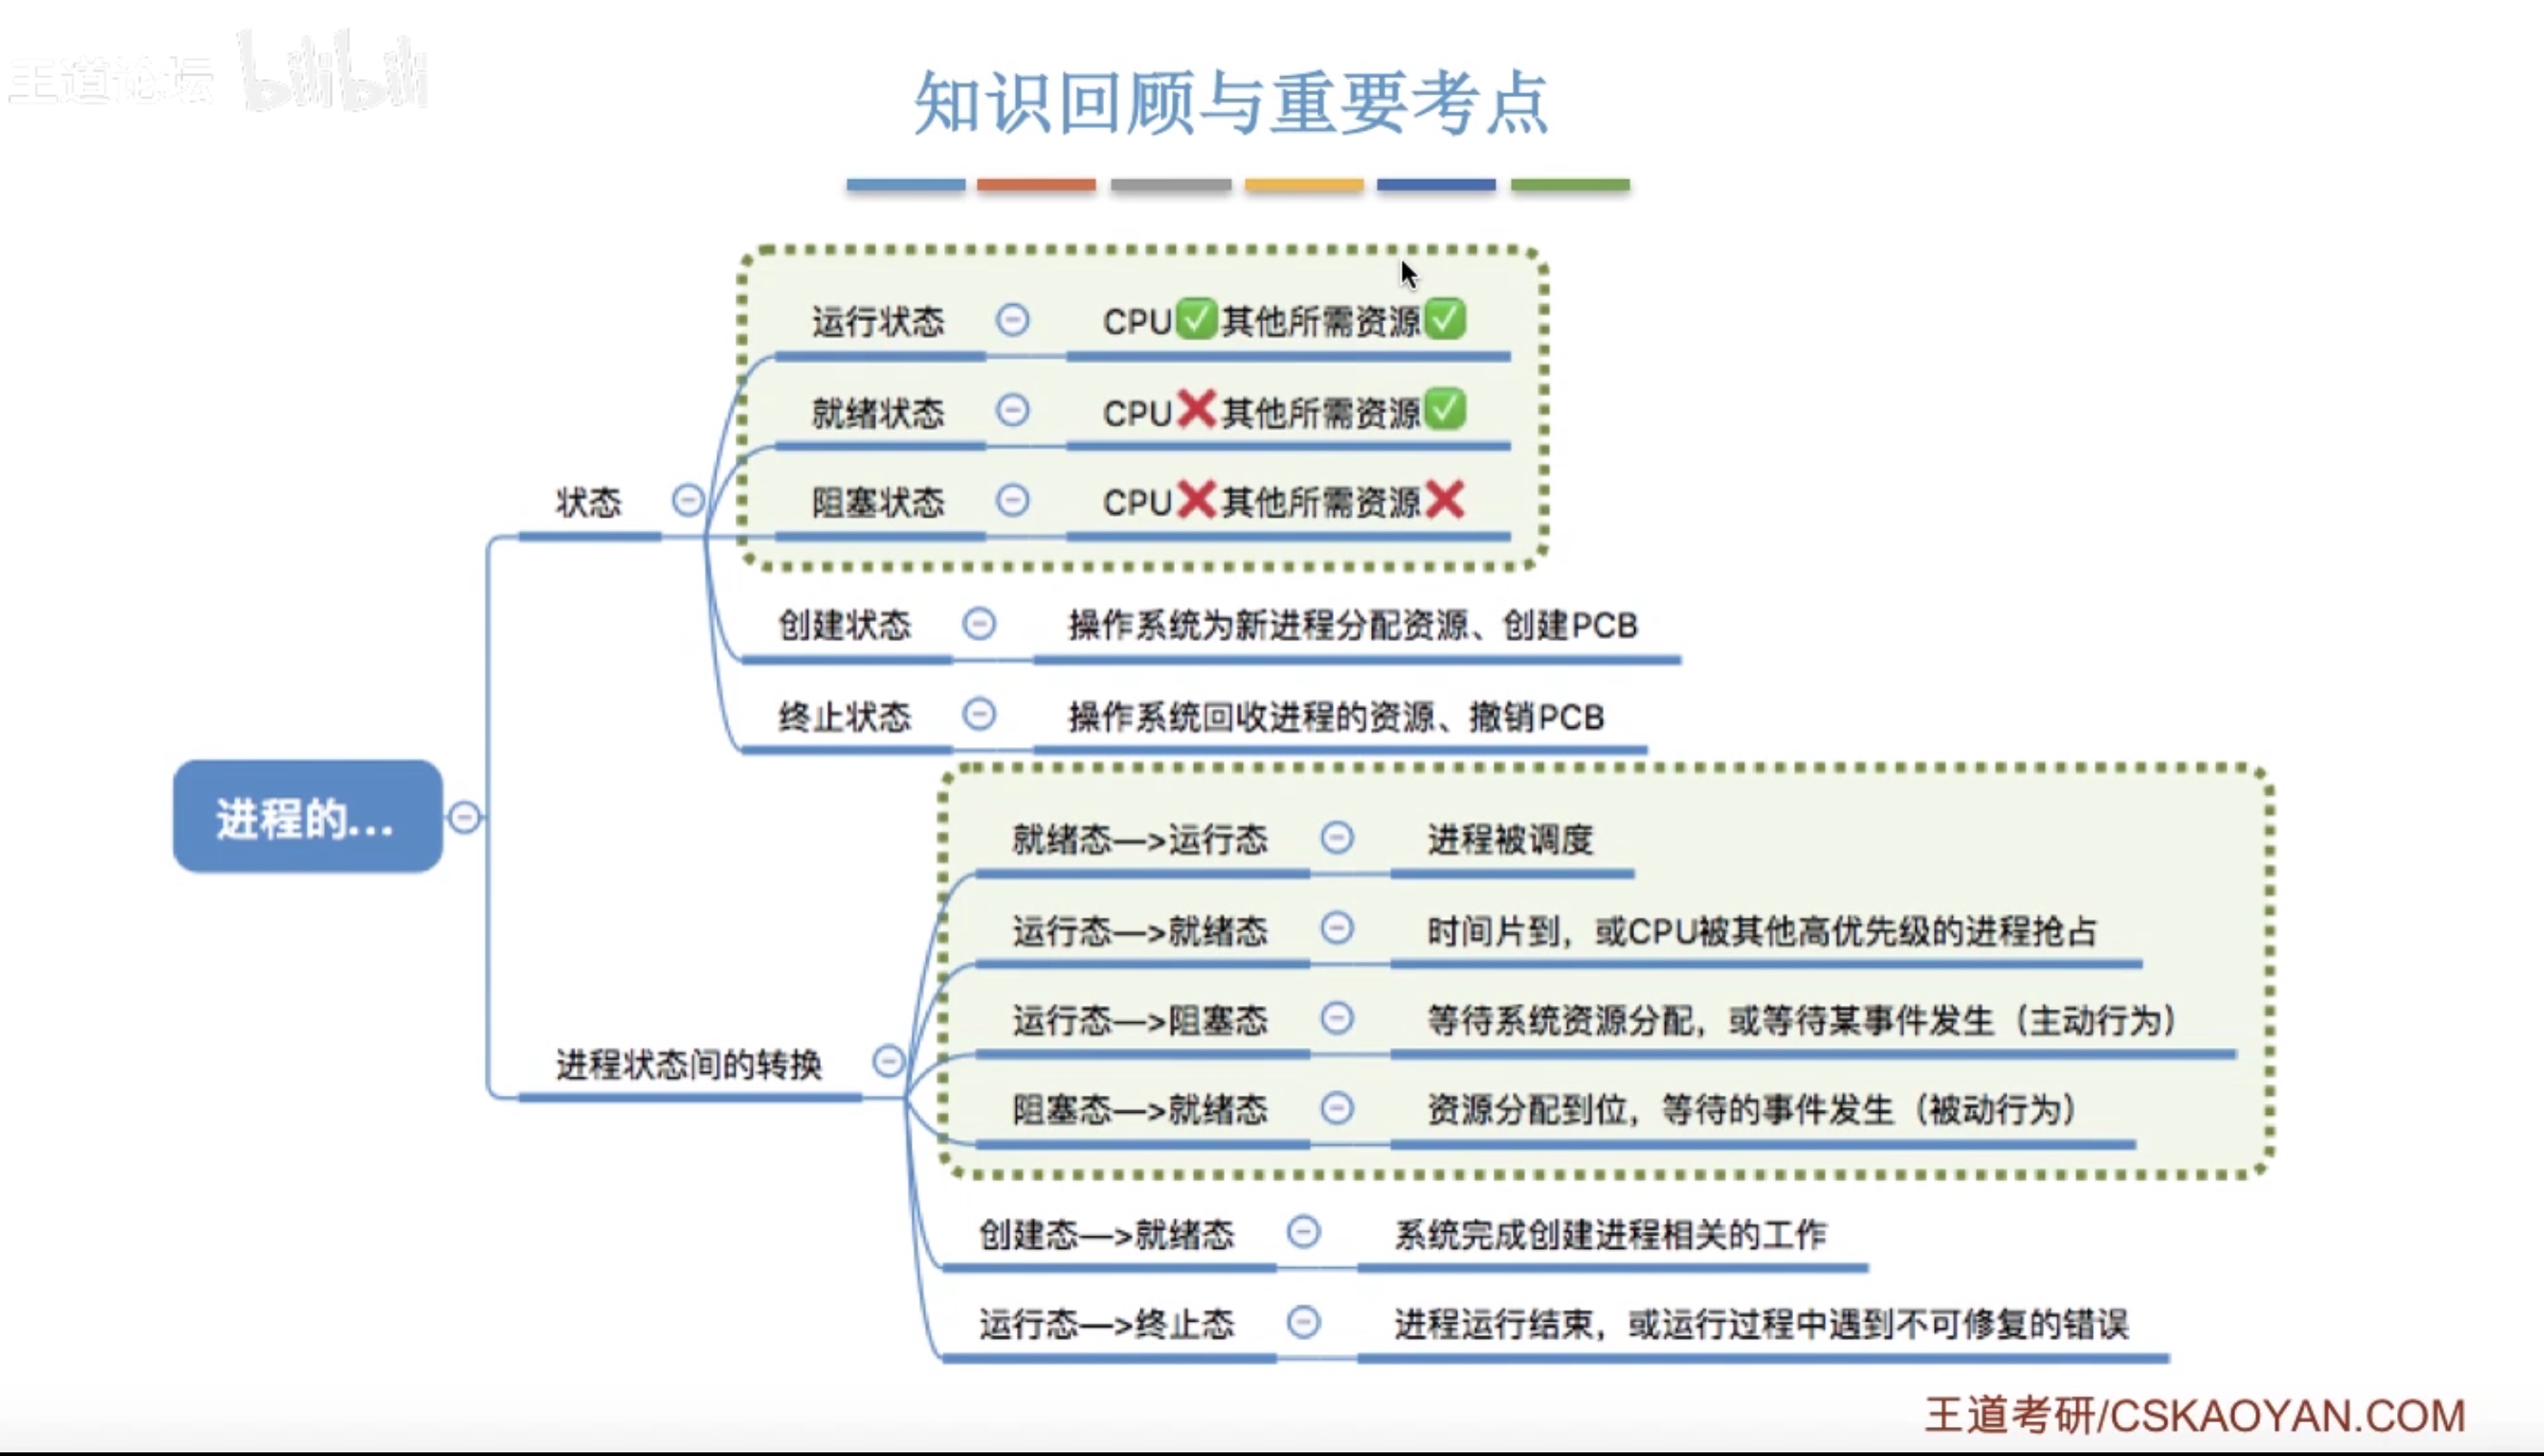 王道论坛 bilibili
知识回顾与重要考点
运行状态 CPU✅其他所需资源✅
就绪状态 CPU❌其他所需资源✅
状态
阻塞状态 CPU❌其他所需资源❌
创建状态 操作系统为新进程分配资源、创建PCB
终止状态 操作系统回收进程的资源、撤销PCB
进程的...
就绪态—>运行态 进程被调度
运行态—>就绪态 时间片到，或CPU被其他高优先级的进程抢占
运行态—>阻塞态 等待系统资源分配，或等待某事件发生（主动行为）
进程状态间的转换
阻塞态—>就绪态 资源分配到位，等待的事件发生（被动行为）
创建态—>就绪态 系统完成创建进程相关的工作
运行态—>终止态 进程运行结束，或运行过程中遇到不可修复的错误
王道考研/CSKAOYAN.COM